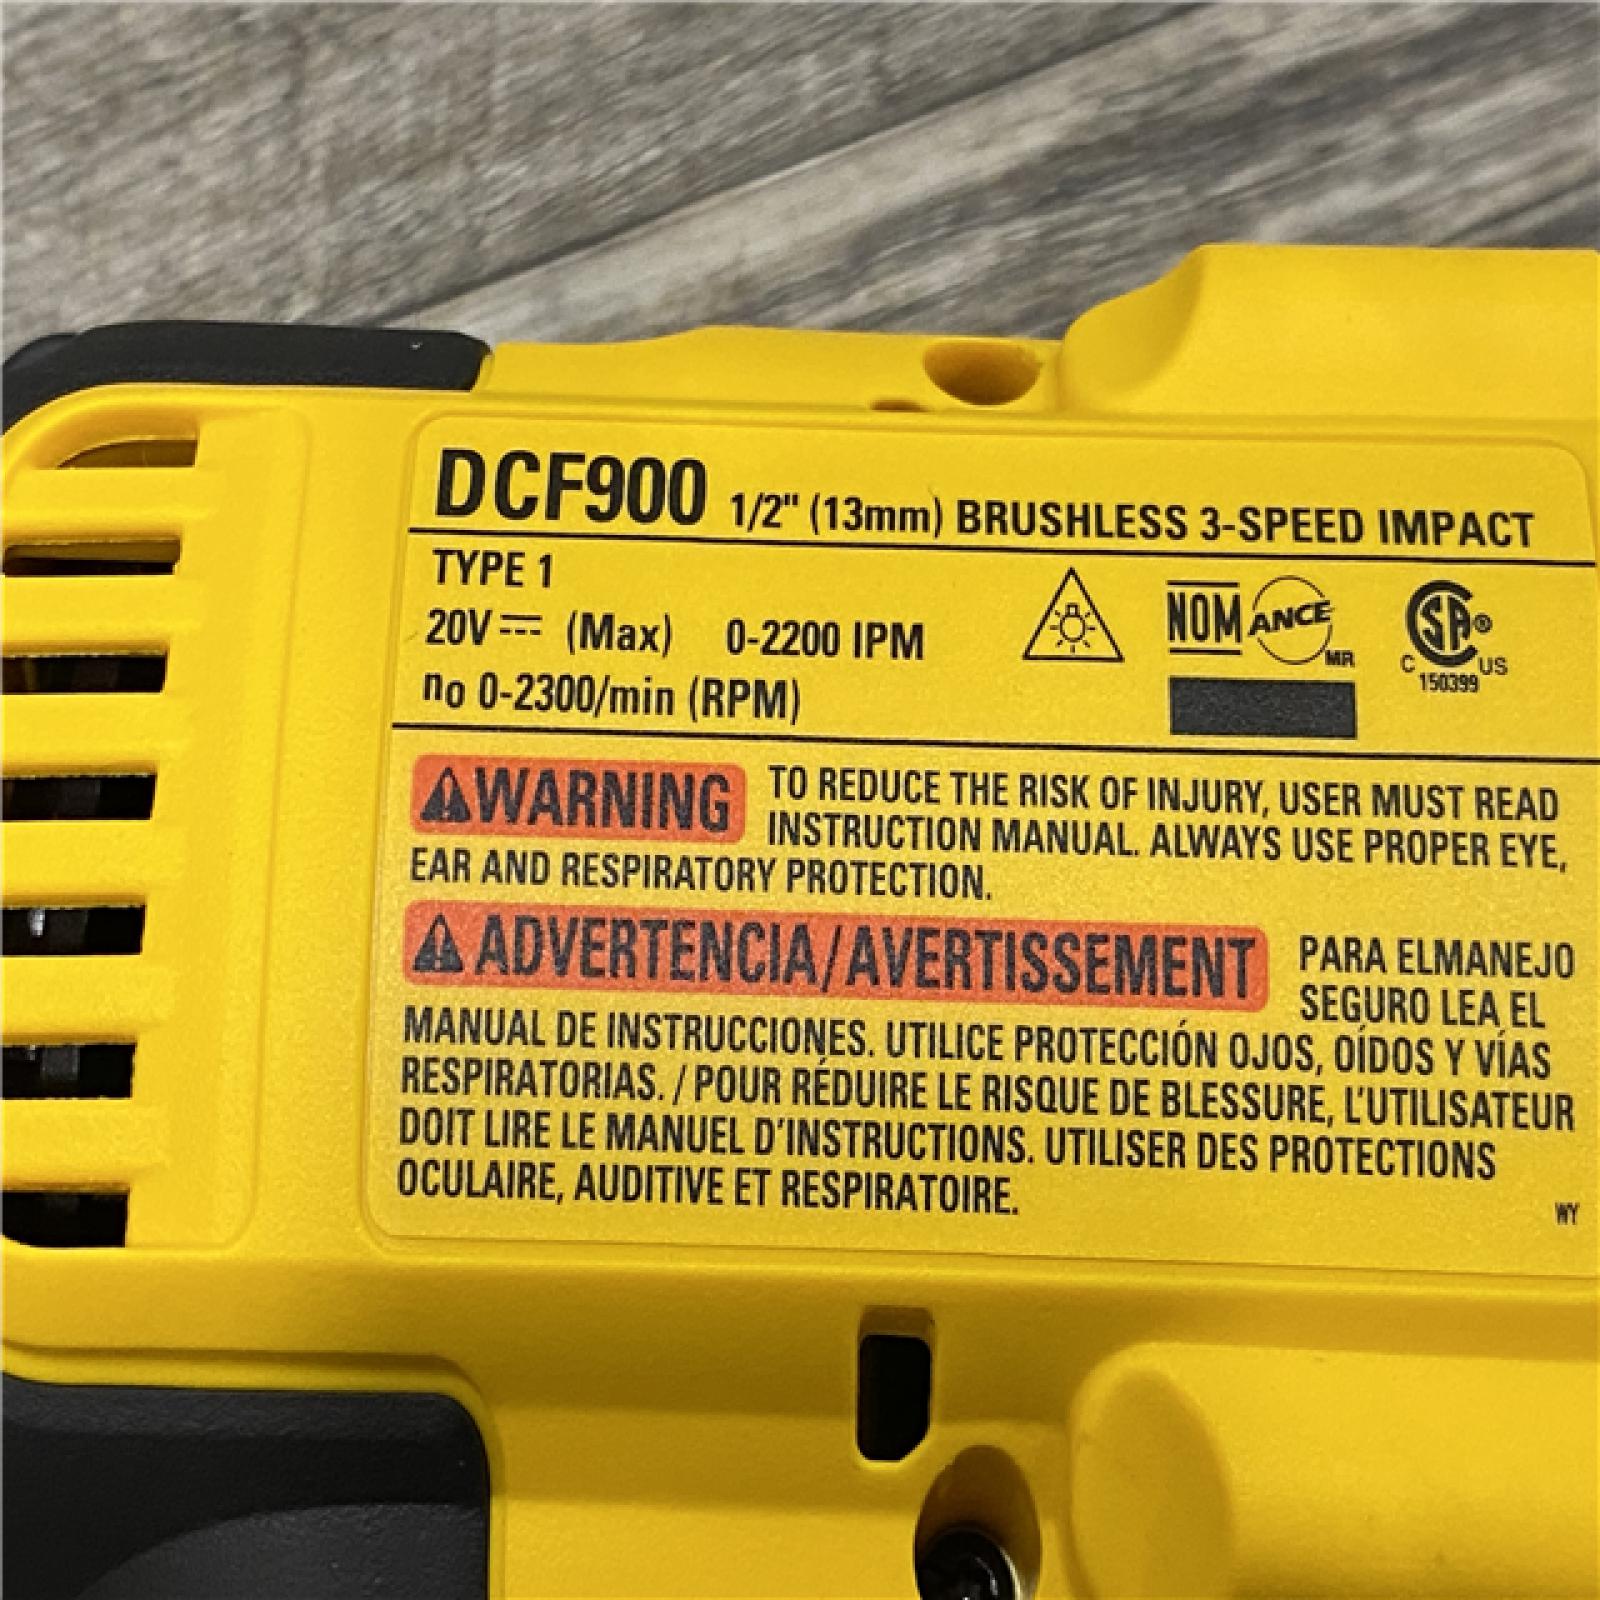 DCF900 1/2" (13mm) BRUSHLESS 3-SPEED IMPACT
TYPE 1
20V ⎓ (Max) 0-2200 IPM
no 0-2300/min (RPM)
NOM ANCE MR
C SA® US
150399
WARNING TO REDUCE THE RISK OF INJURY, USER MUST READ
INSTRUCTION MANUAL. ALWAYS USE PROPER EYE,
EAR AND RESPIRATORY PROTECTION.
ADVERTENCIA/AVERTISSEMENT PARA ELMANEJO
SEGURO LEA EL
MANUAL DE INSTRUCCIONES. UTILICE PROTECCIÓN OJOS, OÍDOS Y VÍAS
RESPIRATORIAS. / POUR RÉDUIRE LE RISQUE DE BLESSURE, L'UTILISATEUR
DOIT LIRE LE MANUEL D'INSTRUCTIONS. UTILISER DES PROTECTIONS
OCULAIRE, AUDITIVE ET RESPIRATOIRE.
WY